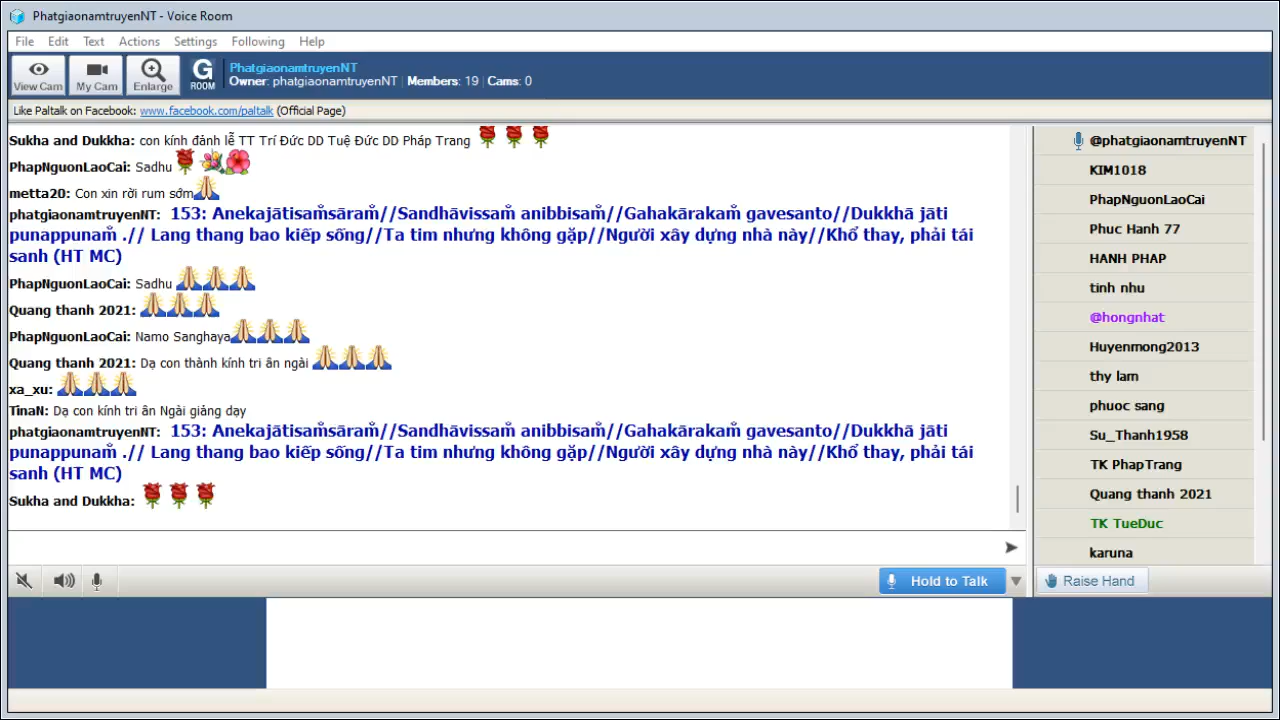 PhatgiaonamtruyenNT - Voice Room
File Edit Text Actions Settings Following Help
View Cam My Cam Enlarge G ROOM
PhatgiaonamtruyenNT
Owner: phatgiaonamtruyenNT Members: 19 Cams: 0
Like Paltalk on Facebook: www.facebook.com/paltalk (Official Page)
Sukha and Dukkha: con kính đảnh lễ TT Trí Đức DD Tuệ Đức DD Pháp Trang
PhapNguonLaoCai: Sadhu
metta20: Con xin rời rum sớm
phatgiaonamtruyenNT: 153: Anekajātisaṁsāraṁ//Sandhāvissaṁ anibbisaṁ//Gahakārakaṁ gavesanto//Dukkhā jāti
punappunaṁ .// Lang thang bao kiếp sống//Ta tìm nhưng không gặp//Người xây dựng nhà này//Khổ thay, phải tái
sanh (HT MC)
PhapNguonLaoCai: Sadhu
Quang thanh 2021:
PhapNguonLaoCai: Namo Sanghaya
Quang thanh 2021: Dạ con thành kính tri ân ngài
xa_xu:
TinaN: Dạ con kính tri ân Ngài giảng dạy
phatgiaonamtruyenNT: 153: Anekajātisaṁsāraṁ//Sandhāvissaṁ anibbisaṁ//Gahakārakaṁ gavesanto//Dukkhā jāti
punappunaṁ .// Lang thang bao kiếp sống//Ta tìm nhưng không gặp//Người xây dựng nhà này//Khổ thay, phải tái
sanh (HT MC)
Sukha and Dukkha:
Hold to Talk
@phatgiaonamtruyenNT
KIM1018
PhapNguonLaoCai
Phuc Hanh 77
HANH PHAP
tinh nhu
@hongnhat
Huyenmong2013
thy lam
phuoc sang
Su_Thanh1958
TK PhapTrang
Quang thanh 2021
TK TueDuc
karuna
Raise Hand